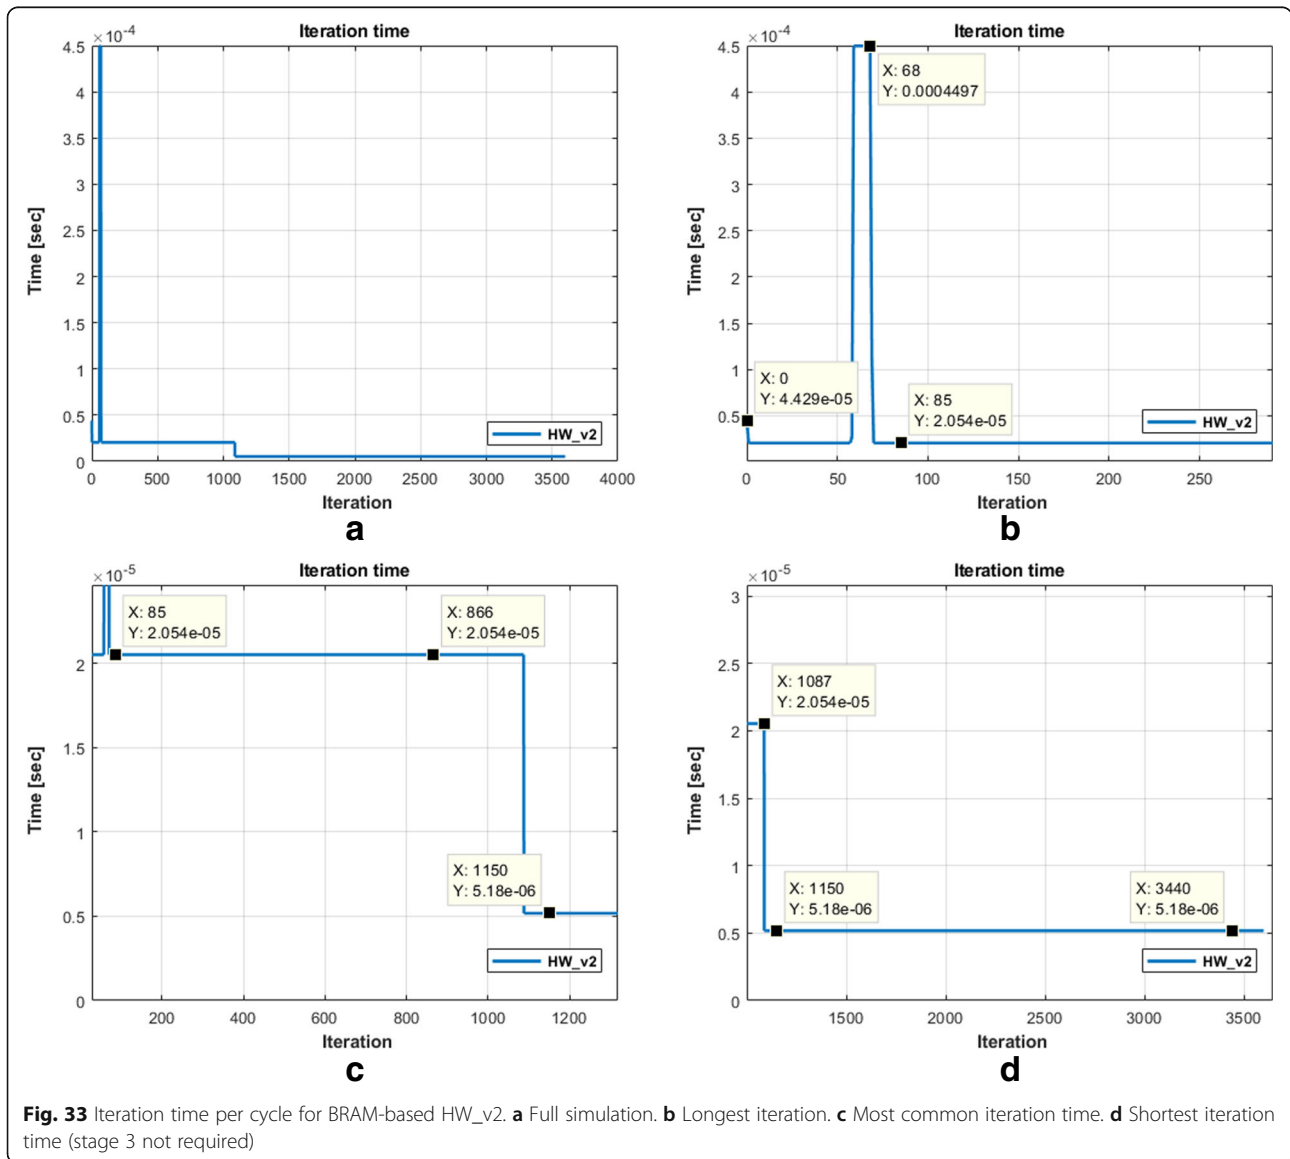 Iteration time
×10-4
4.5
4
3.5
3
2.5
2
1.5
1
0.5
0
Time [sec]
0 500 1000 1500 2000 2500 3000 3500 4000
Iteration
HW_v2
a
Iteration time
×10-4
4.5
4
3.5
3
2.5
2
1.5
1
0.5
Time [sec]
X: 68
Y: 0.0004497
X: 0
Y: 4.429e-05
X: 85
Y: 2.054e-05
HW_v2
0 50 100 150 200 250
Iteration
b
Iteration time
×10-5
2
1.5
1
0.5
0
Time [sec]
X: 85
Y: 2.054e-05
X: 866
Y: 2.054e-05
X: 1150
Y: 5.18e-06
HW_v2
200 400 600 800 1000 1200
Iteration
c
Iteration time
×10-5
3
2.5
2
1.5
1
0.5
0
Time [sec]
X: 1087
Y: 2.054e-05
X: 1150
Y: 5.18e-06
X: 3440
Y: 5.18e-06
HW_v2
1500 2000 2500 3000 3500
Iteration
d
Fig. 33 Iteration time per cycle for BRAM-based HW_v2. a Full simulation. b Longest iteration. c Most common iteration time. d Shortest iteration
time (stage 3 not required)